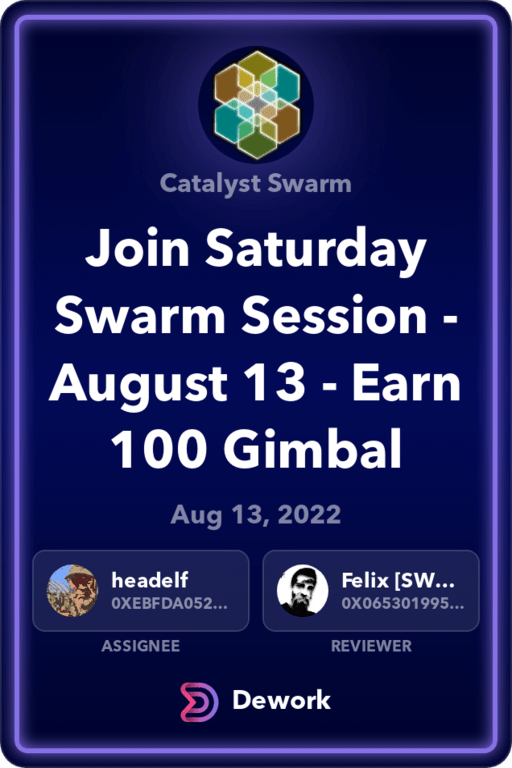 Catalyst Swarm
Join Saturday
Swarm Session -
August 13 - Earn
100 Gimbal
Aug 13, 2022
headelf
0XEBFDA052...
ASSIGNEE
Felix [SW...
0X065301995...
REVIEWER
Dework